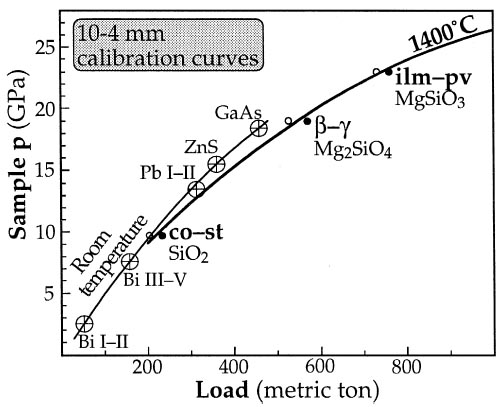 10-4 mm
calibration curves
1400°C
25
20
15
10
5
Sample p (GPa)
ilm–pv
MgSiO₃
GaAs
β–γ
Mg₂SiO₄
ZnS
Pb I–II
co–st
SiO₂
Room
temperature
Bi III–V
Bi I–II
200
400
600
800
Load (metric ton)